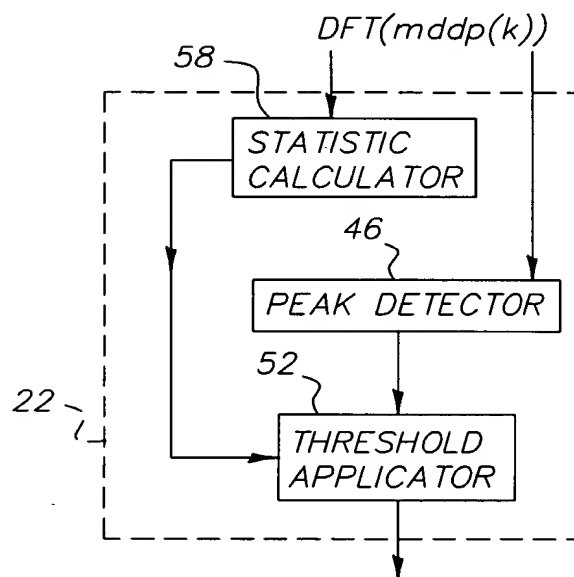 DFT(mddp(k))
58
STATISTIC
CALCULATOR
46
PEAK DETECTOR
52
22
THRESHOLD
APPLICATOR